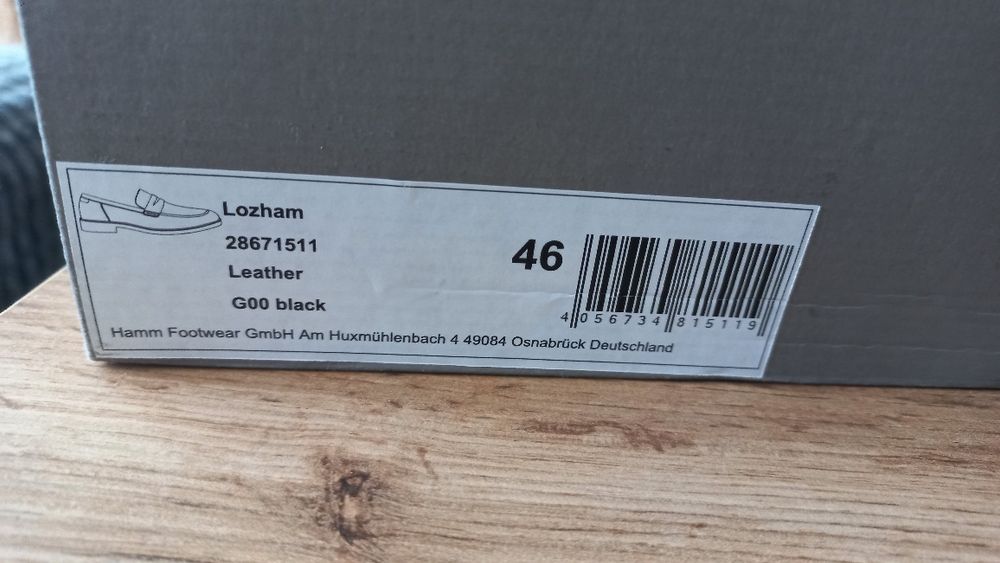 Lozham
28671511
Leather
G00 black
46
4 056734 815119
Hamm Footwear GmbH Am Huxmühlenbach 4 49084 Osnabrück Deutschland